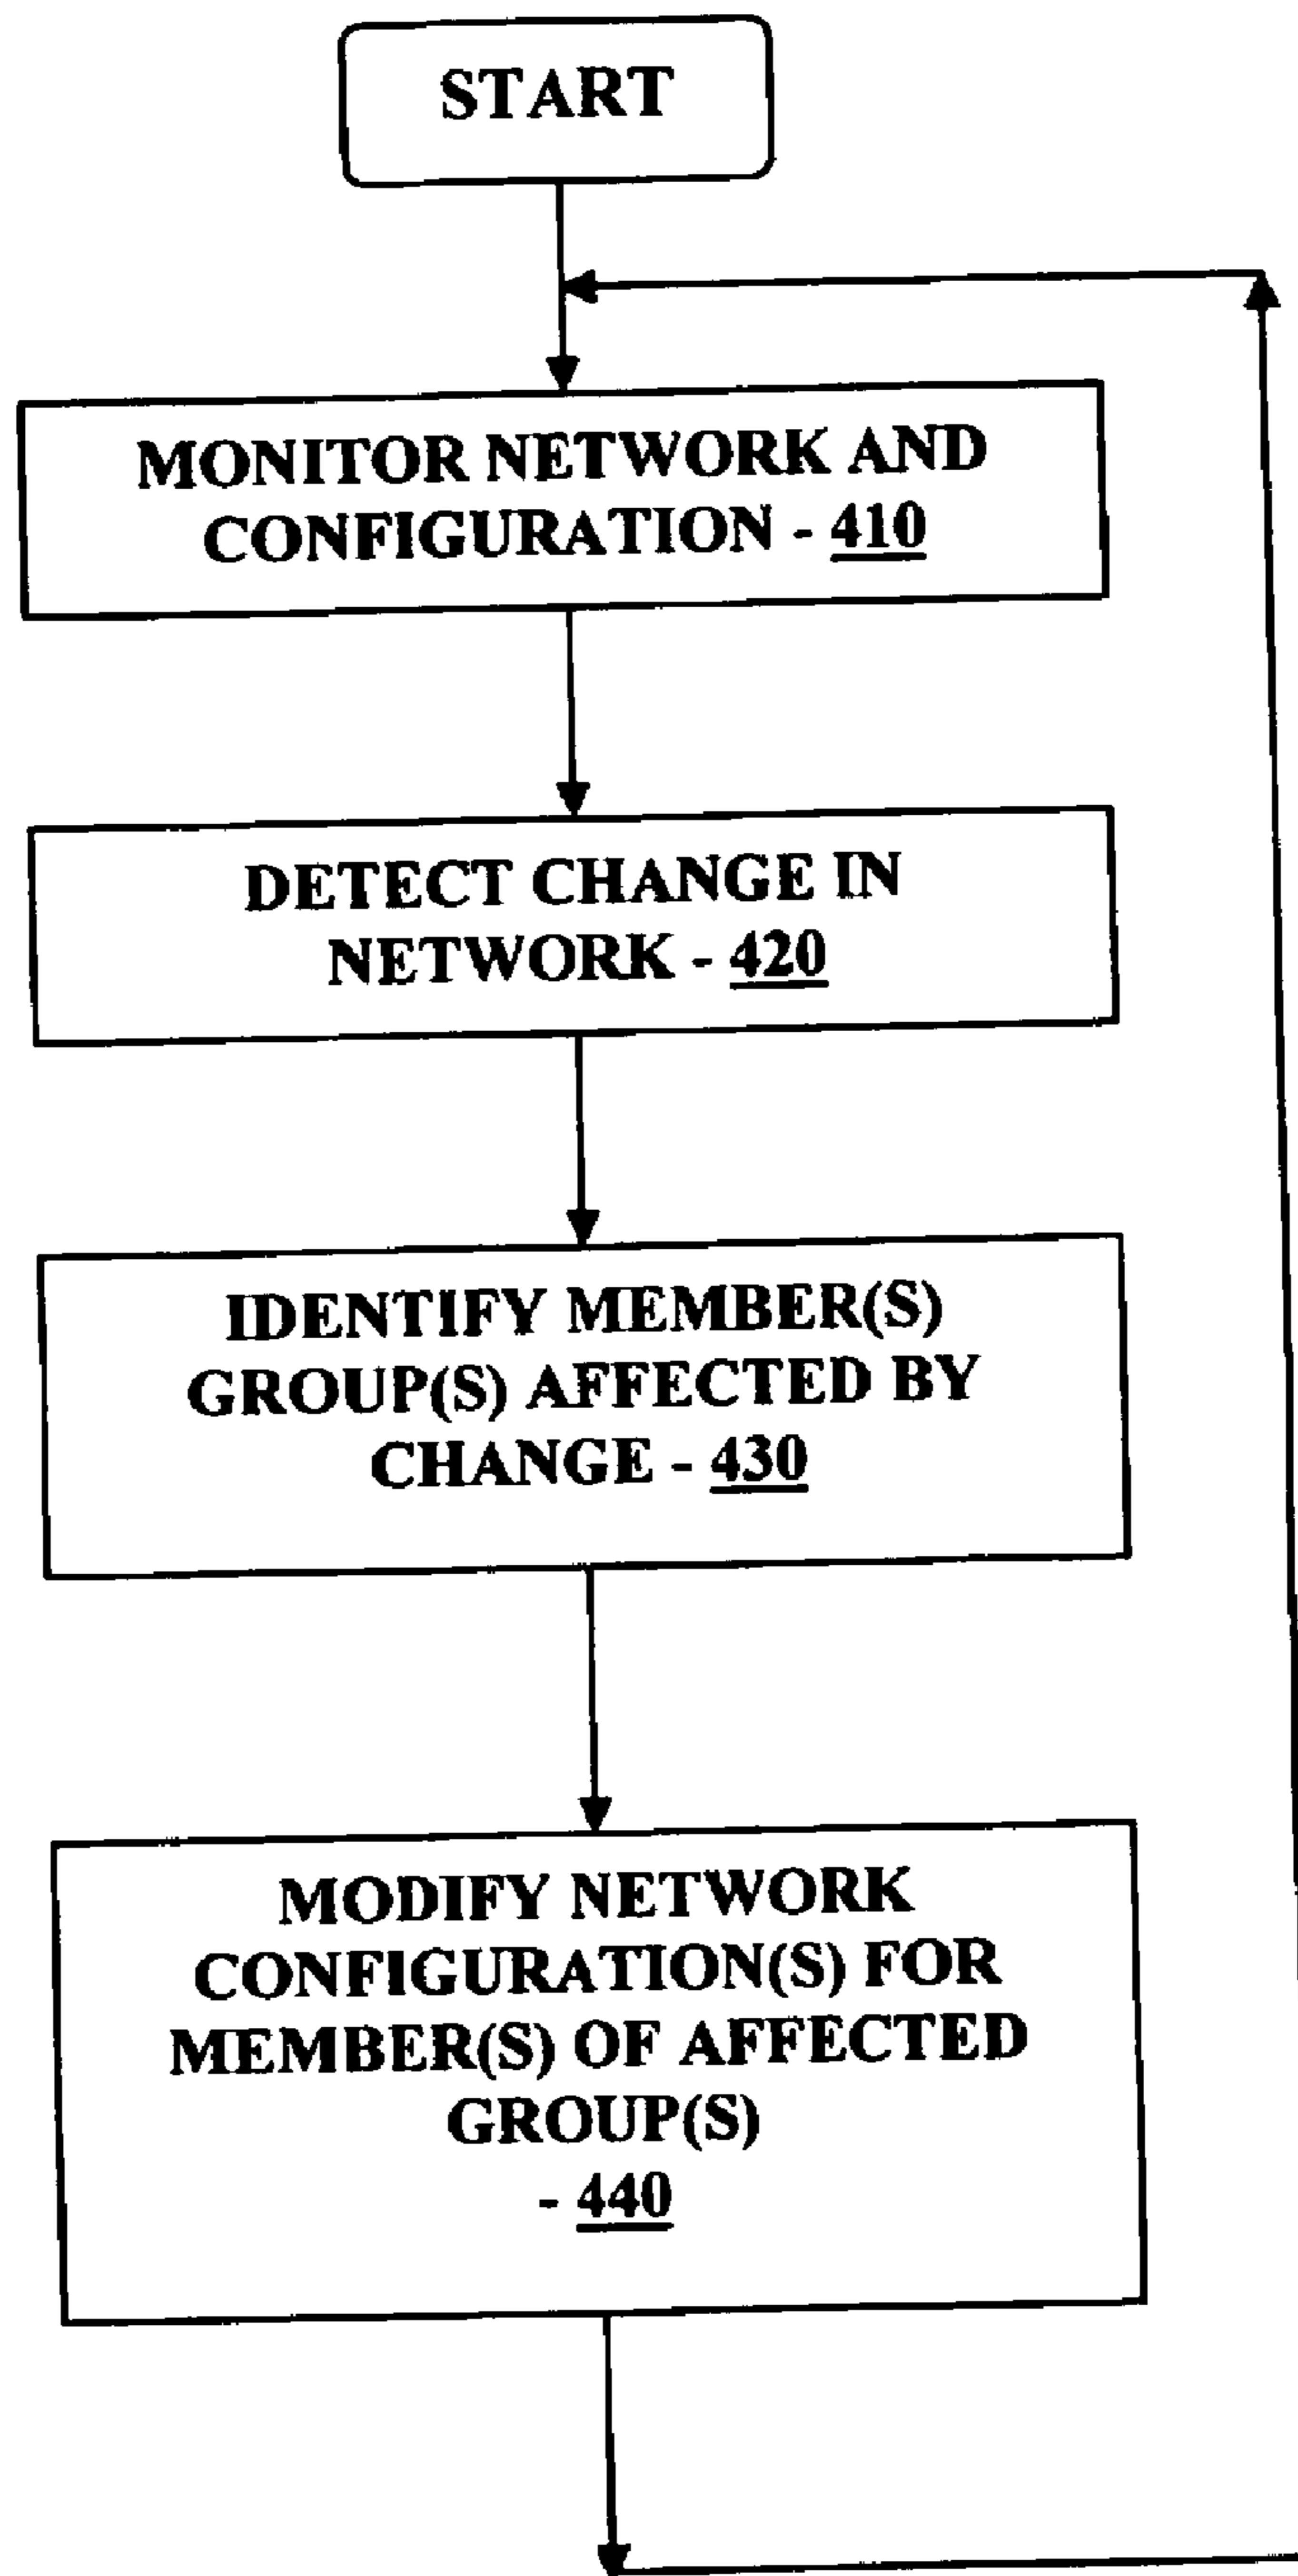 START
MONITOR NETWORK AND
CONFIGURATION - 410
DETECT CHANGE IN
NETWORK - 420
IDENTIFY MEMBER(S)
GROUP(S) AFFECTED BY
CHANGE - 430
MODIFY NETWORK
CONFIGURATION(S) FOR
MEMBER(S) OF AFFECTED
GROUP(S)
- 440